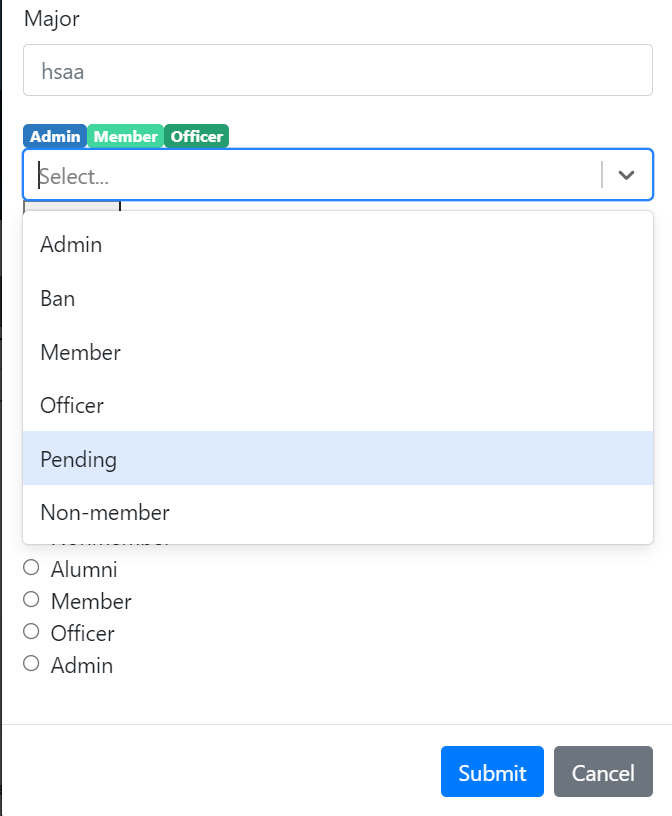 Major
hsaa
Admin Member Officer
Select...
Admin
Ban
Member
Officer
Pending
Non-member
Alumni
Member
Officer
Admin
Submit Cancel